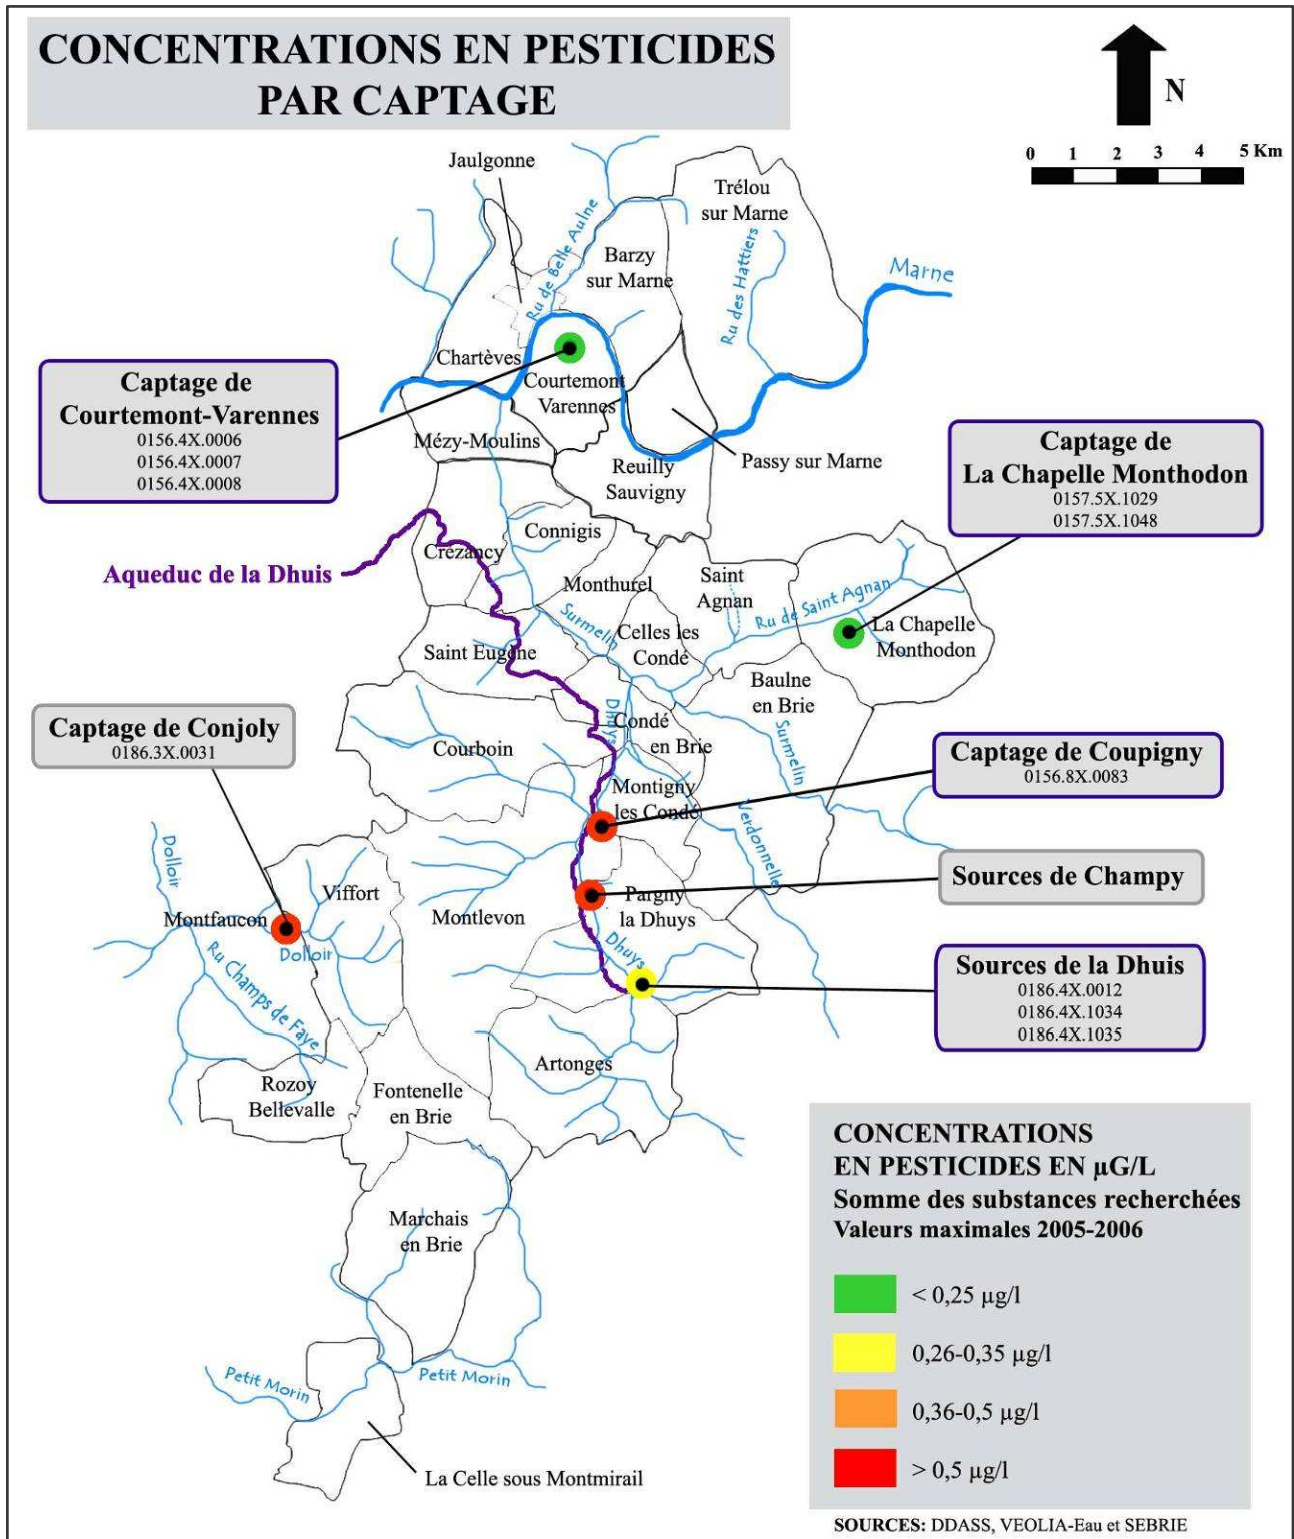 CONCENTRATIONS EN PESTICIDES
PAR CAPTAGE
N
0 1 2 3 4 5 Km
Jaulgonne
Trélou
sur Marne
Ru de Belle Aulne
Barzy
sur Marne
Ru des Hattiers
Marne
Chartèves
Courtemont
Varennes
Captage de
Courtemont-Varennes
0156.4X.0006
0156.4X.0007
0156.4X.0008
Mézy-Moulins
Reuilly
Sauvigny
Passy sur Marne
Captage de
La Chapelle Monthodon
0157.5X.1029
0157.5X.1048
Aqueduc de la Dhuis
Crézancy
Connigis
Monthurel
Saint
Agnan
Ru de Saint Agnan
La Chapelle
Monthodon
Surmelin
Celles les
Condé
Saint Eugène
Baulne
en Brie
Dhuys
Condé
en Brie
Surmelin
Captage de Conjoly
0186.3X.0031
Courboin
Captage de Coupigny
0156.8X.0083
Montigny
les Condé
Verdonnelle
Dolloir
Viffort
Sources de Champy
Montfaucon
Montlevon
Pargny
la Dhuys
Dolloir
Ru Champs de Faye
Dhuys
Sources de la Dhuis
0186.4X.0012
0186.4X.1034
0186.4X.1035
Artonges
Rozoy
Bellevalle
Fontenelle
en Brie
Marchais
en Brie
Petit Morin
Petit Morin
La Celle sous Montmirail
CONCENTRATIONS
EN PESTICIDES EN µG/L
Somme des substances recherchées
Valeurs maximales 2005-2006
< 0,25 µg/l
0,26-0,35 µg/l
0,36-0,5 µg/l
> 0,5 µg/l
SOURCES: DDASS, VEOLIA-Eau et SEBRIE